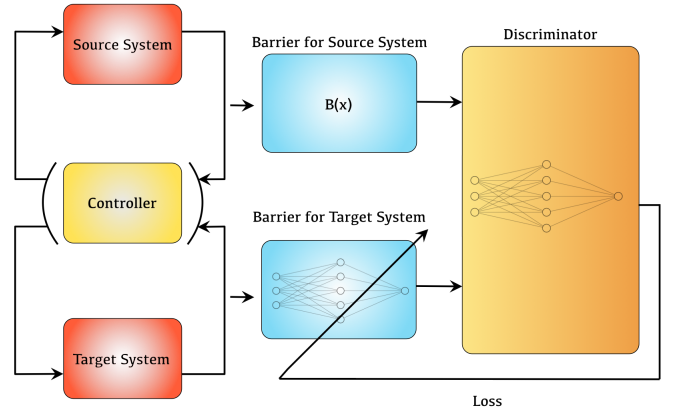 Source System
Barrier for Source System
Discriminator
B(x)
Controller
Barrier for Target System
Target System
Loss